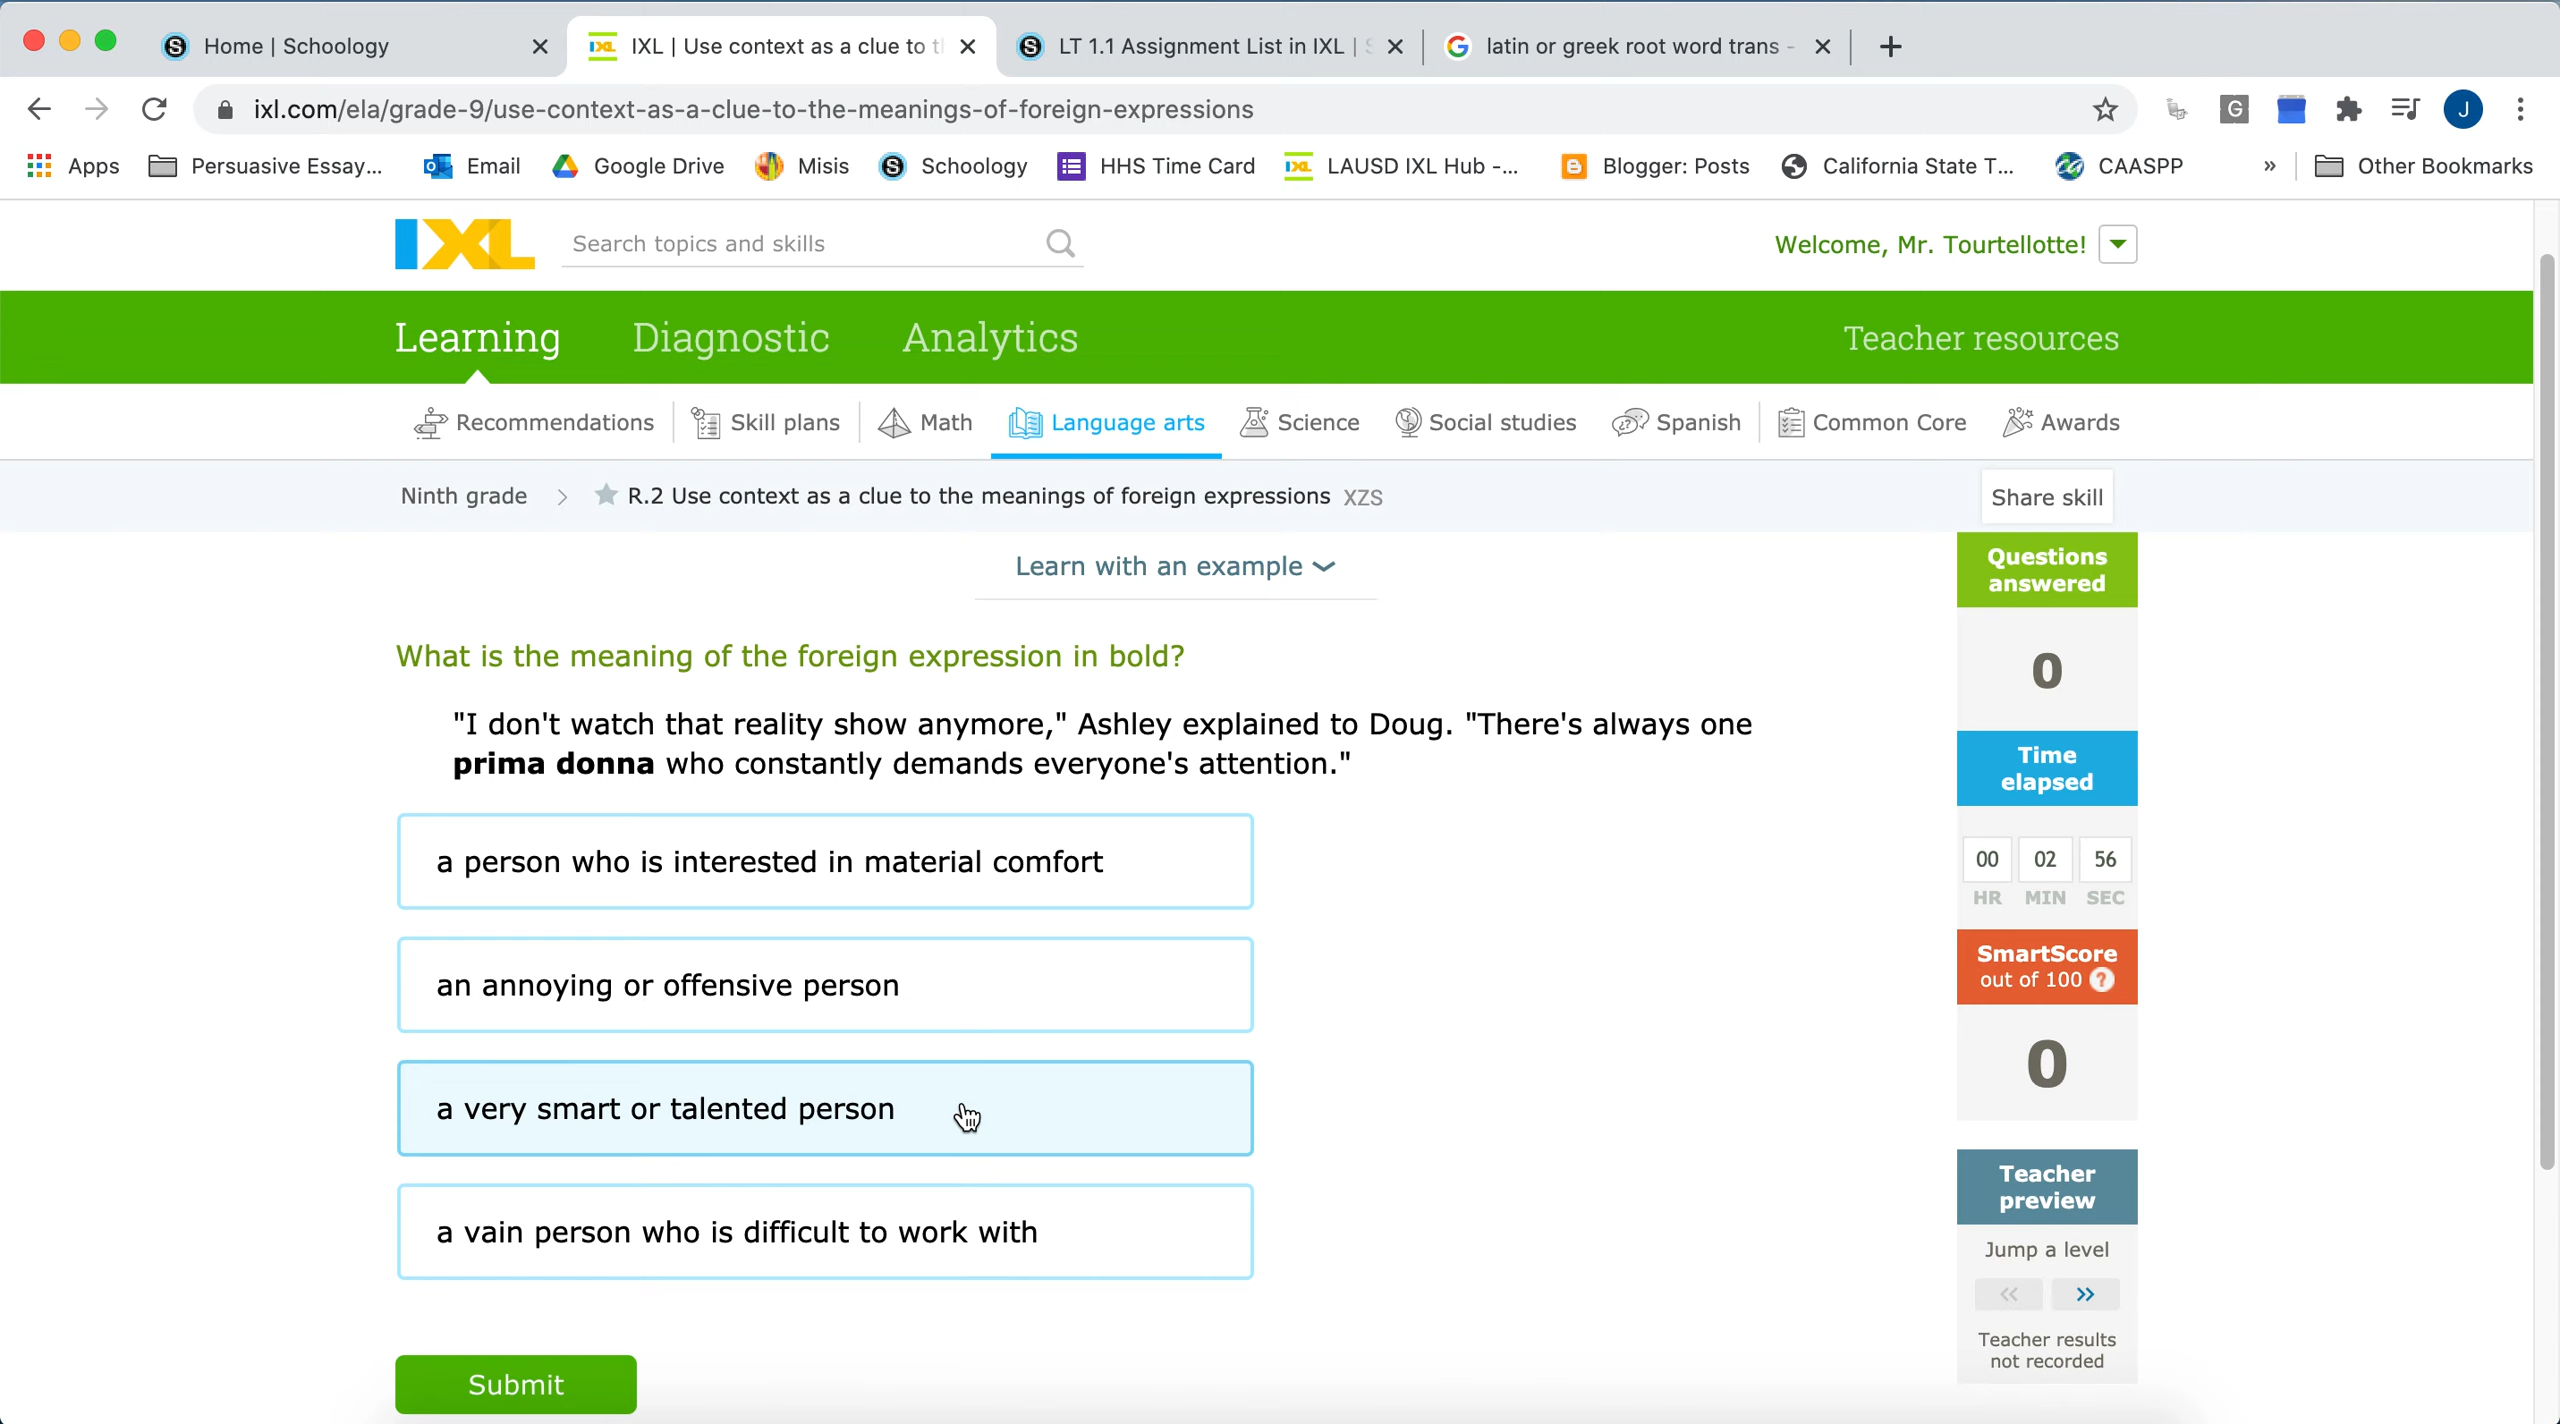 Home | Schoology
IXL | Use context as a clue to t
LT 1.1 Assignment List in IXL |
latin or greek root word trans -
ixl.com/ela/grade-9/use-context-as-a-clue-to-the-meanings-of-foreign-expressions
J
Apps
Persuasive Essay...
Email
Google Drive
Misis
Schoology
HHS Time Card
LAUSD IXL Hub -...
Blogger: Posts
California State T...
CAASPP
»
Other Bookmarks
IXL
Search topics and skills
Welcome, Mr. Tourtellotte!
Learning
Diagnostic
Analytics
Teacher resources
Recommendations
Skill plans
Math
Language arts
Science
Social studies
Spanish
Common Core
Awards
Ninth grade > R.2 Use context as a clue to the meanings of foreign expressions XZS
Share skill
Learn with an example
What is the meaning of the foreign expression in bold?
"I don't watch that reality show anymore," Ashley explained to Doug. "There's always one
prima donna who constantly demands everyone's attention."
a person who is interested in material comfort
an annoying or offensive person
a very smart or talented person
a vain person who is difficult to work with
Submit
Questions
answered
0
Time
elapsed
00 02 56
HR MIN SEC
SmartScore
out of 100 ?
0
Teacher
preview
Jump a level
<< >>
Teacher results
not recorded